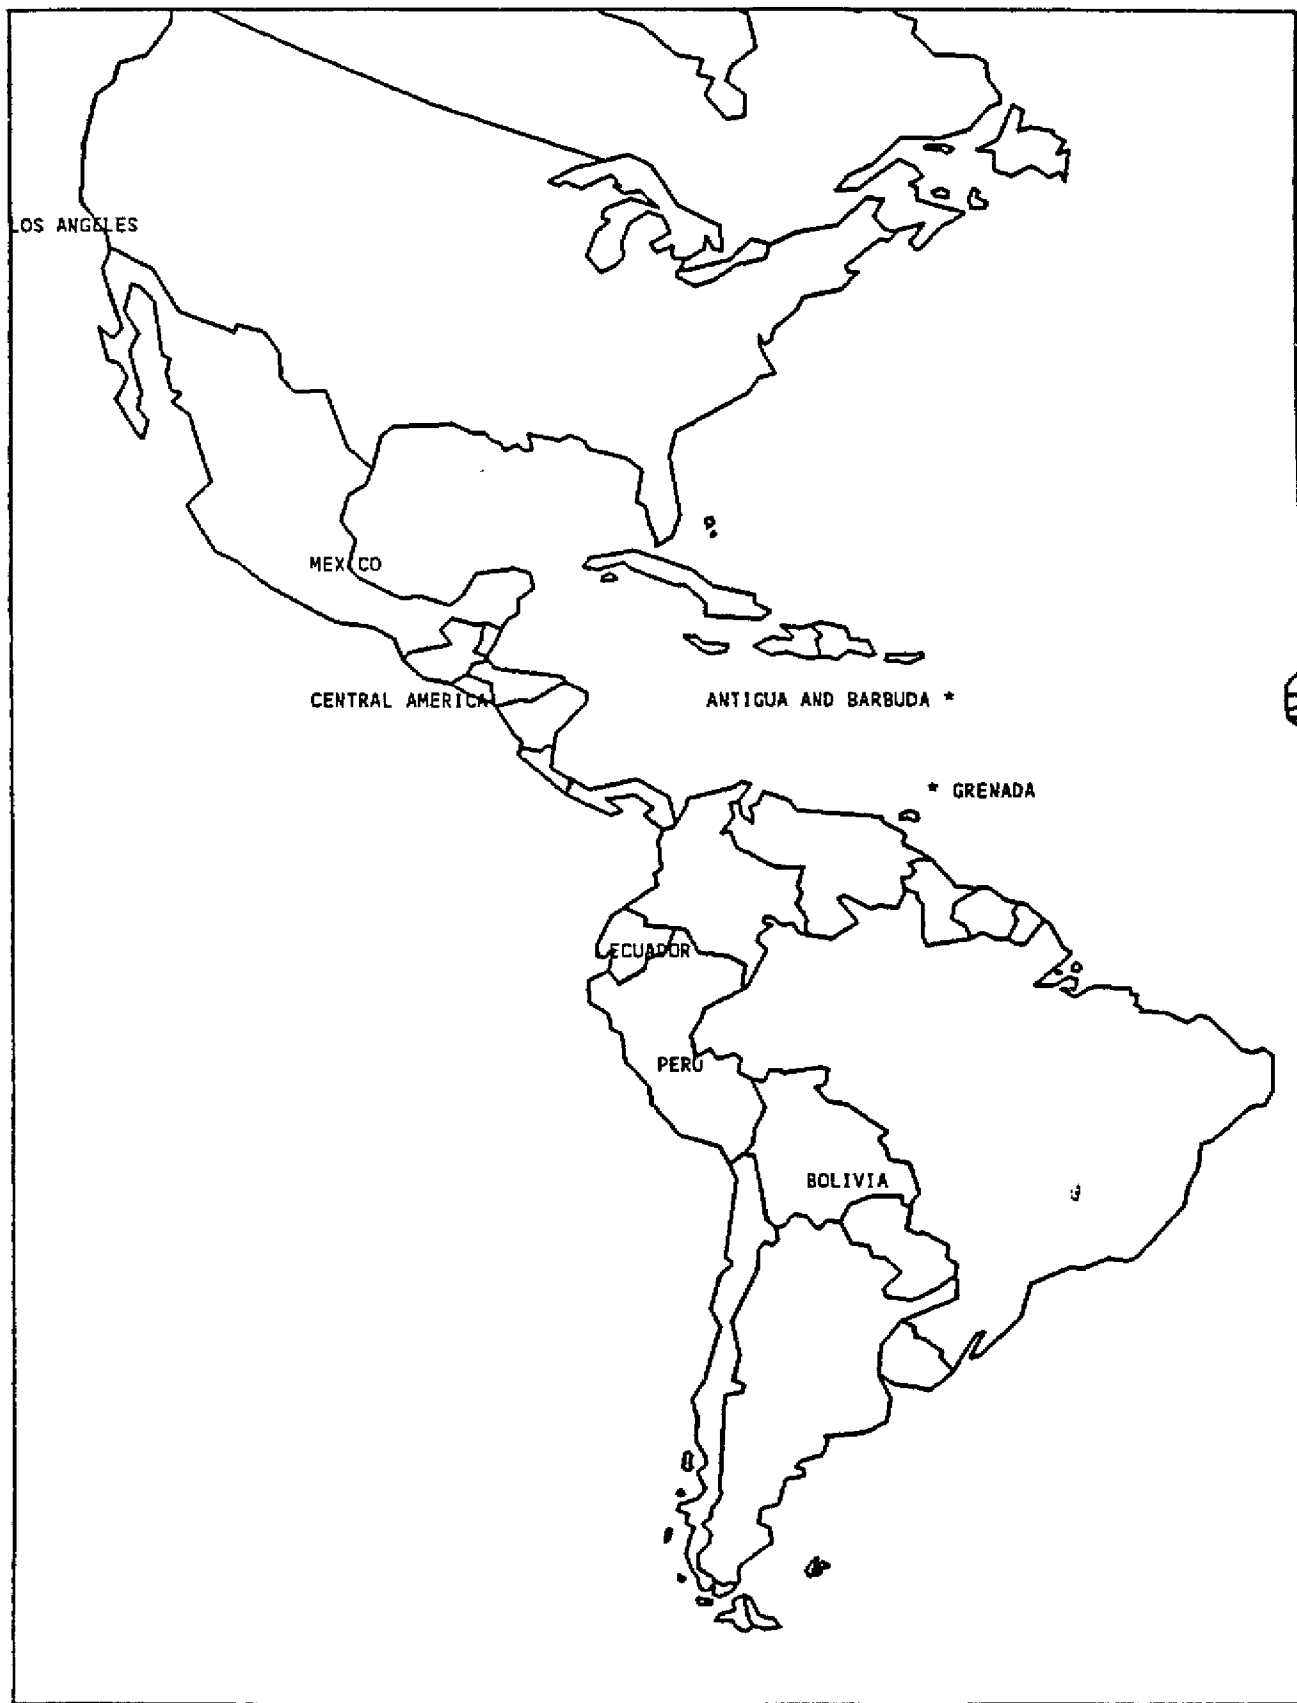 LOS ANGELES
MEXICO
CENTRAL AMERICA
ANTIGUA AND BARBUDA *
* GRENADA
ECUADOR
PERU
BOLIVIA